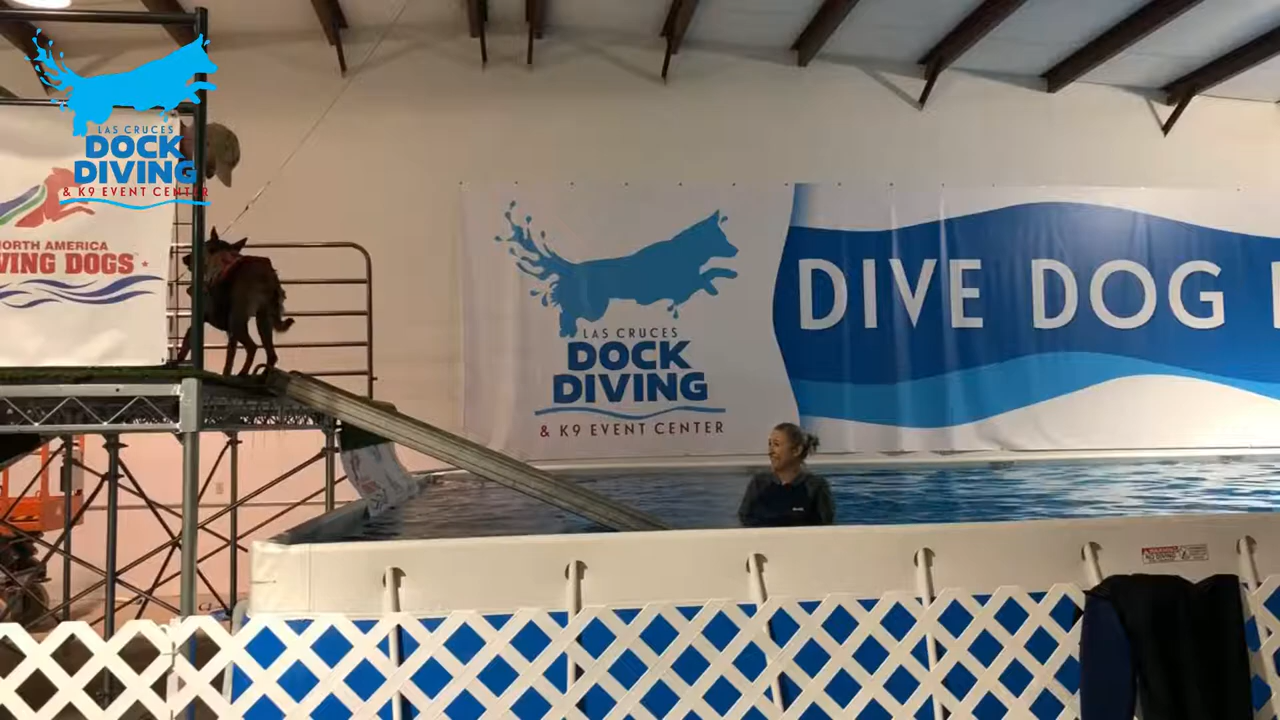 LAS CRUCES
DOCK
DIVING
& K9 EVENT CENTER
NORTH AMERICA
VING DOGS
LAS CRUCES
DOCK
DIVING
& K9 EVENT CENTER
DIVE DOG
WARNING